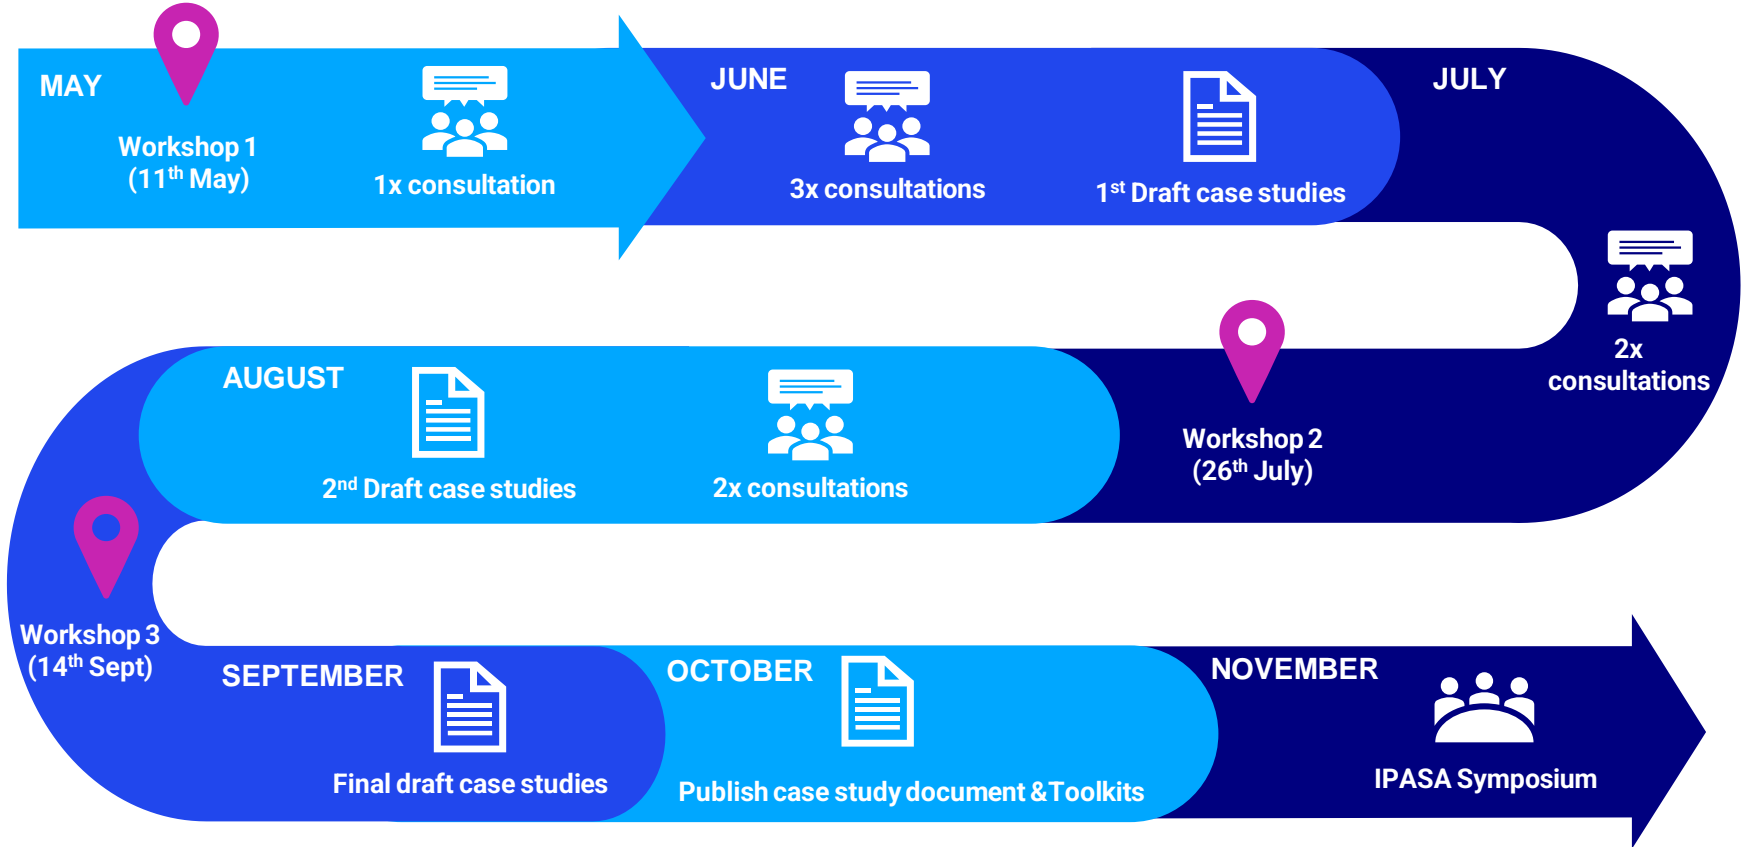 MAY
Workshop 1
(11th May)
1x consultation
JUNE
3x consultations
1st Draft case studies
JULY
2x
consultations
Workshop 2
(26th July)
AUGUST
2x consultations
2nd Draft case studies
Workshop 3
(14th Sept)
SEPTEMBER
Final draft case studies
OCTOBER
Publish case study document &Toolkits
NOVEMBER
IPASA Symposium